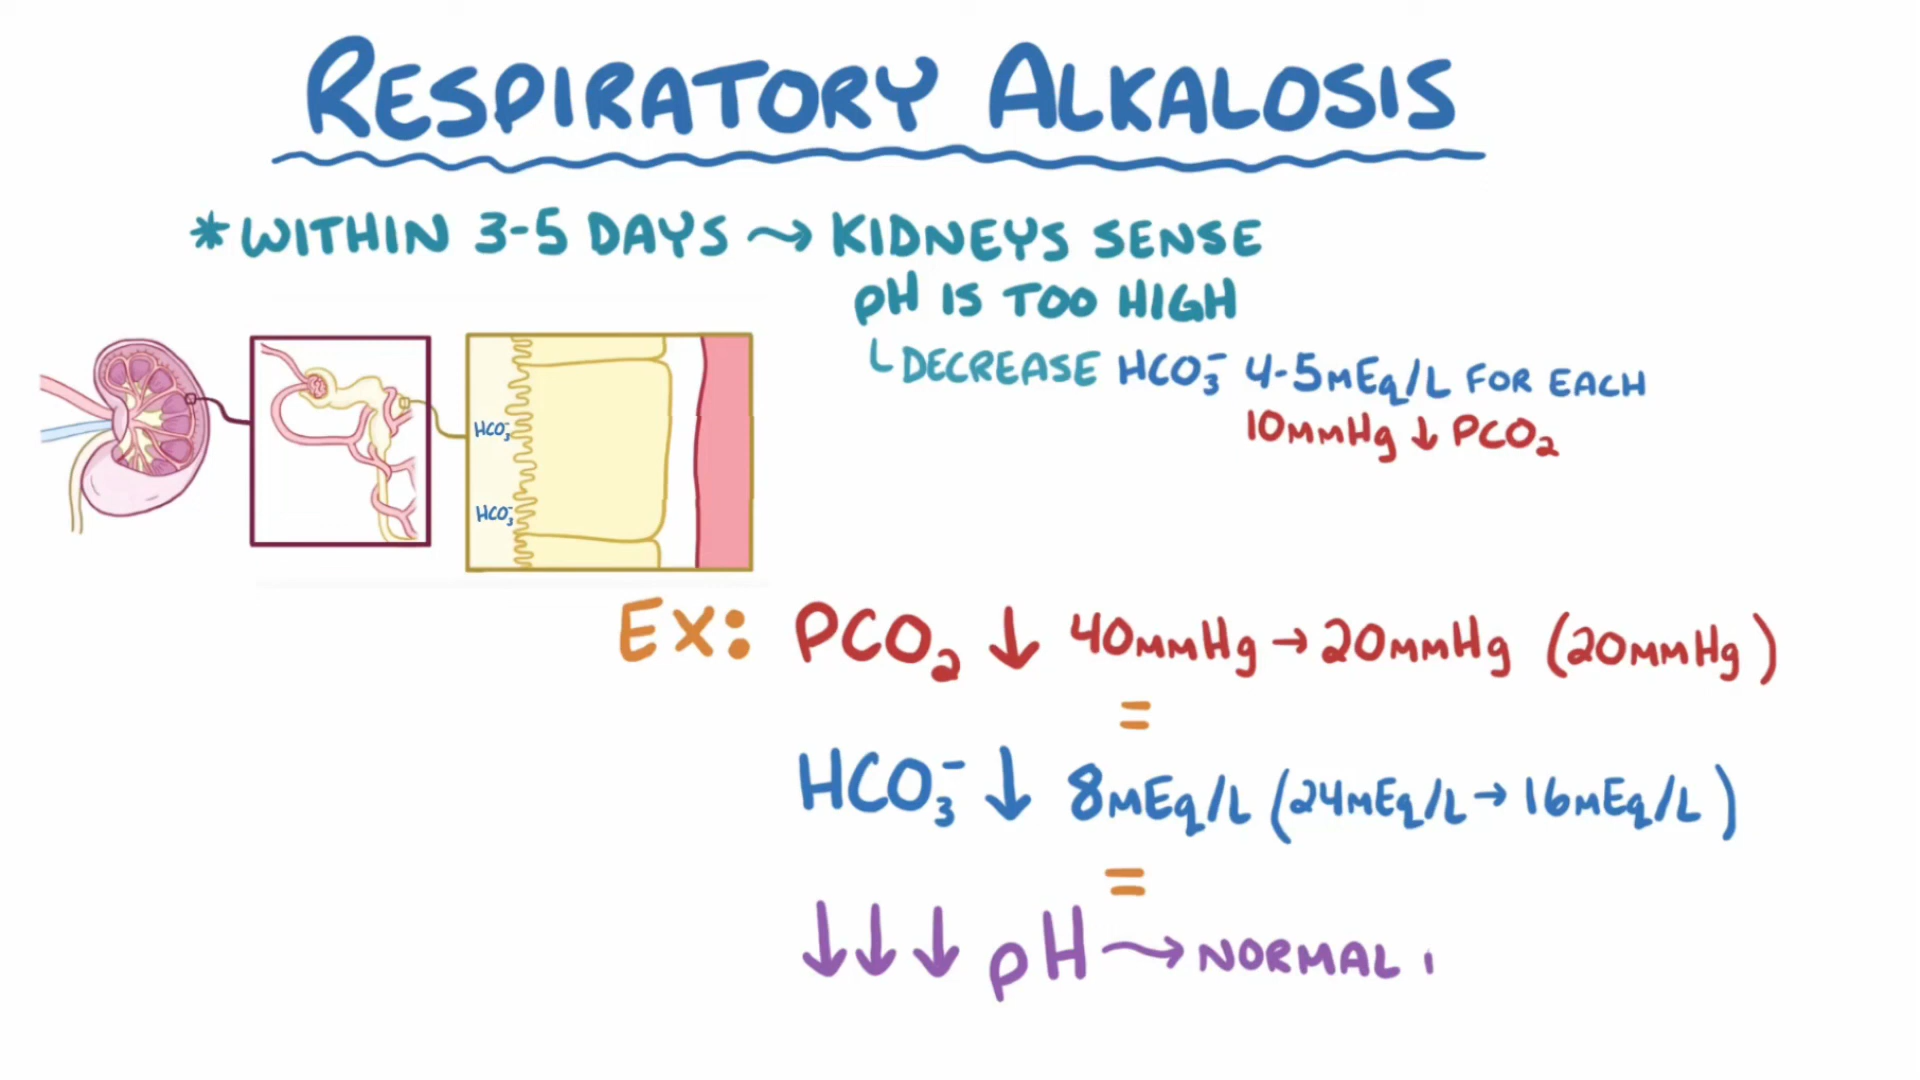 RESPIRATORY ALKALOSIS
* WITHIN 3-5 DAYS → KIDNEYS SENSE
pH IS TOO HIGH
DECREASE HCO₃⁻ 4-5mEq/L FOR EACH
10mmHg ↓ PCO₂
HCO₃⁻
HCO₃⁻
EX: PCO₂ ↓ 40mmHg → 20mmHg (20mmHg)
=
HCO₃⁻ ↓ 8mEq/L (24mEq/L → 16mEq/L)
=
↓↓↓ pH → NORMAL